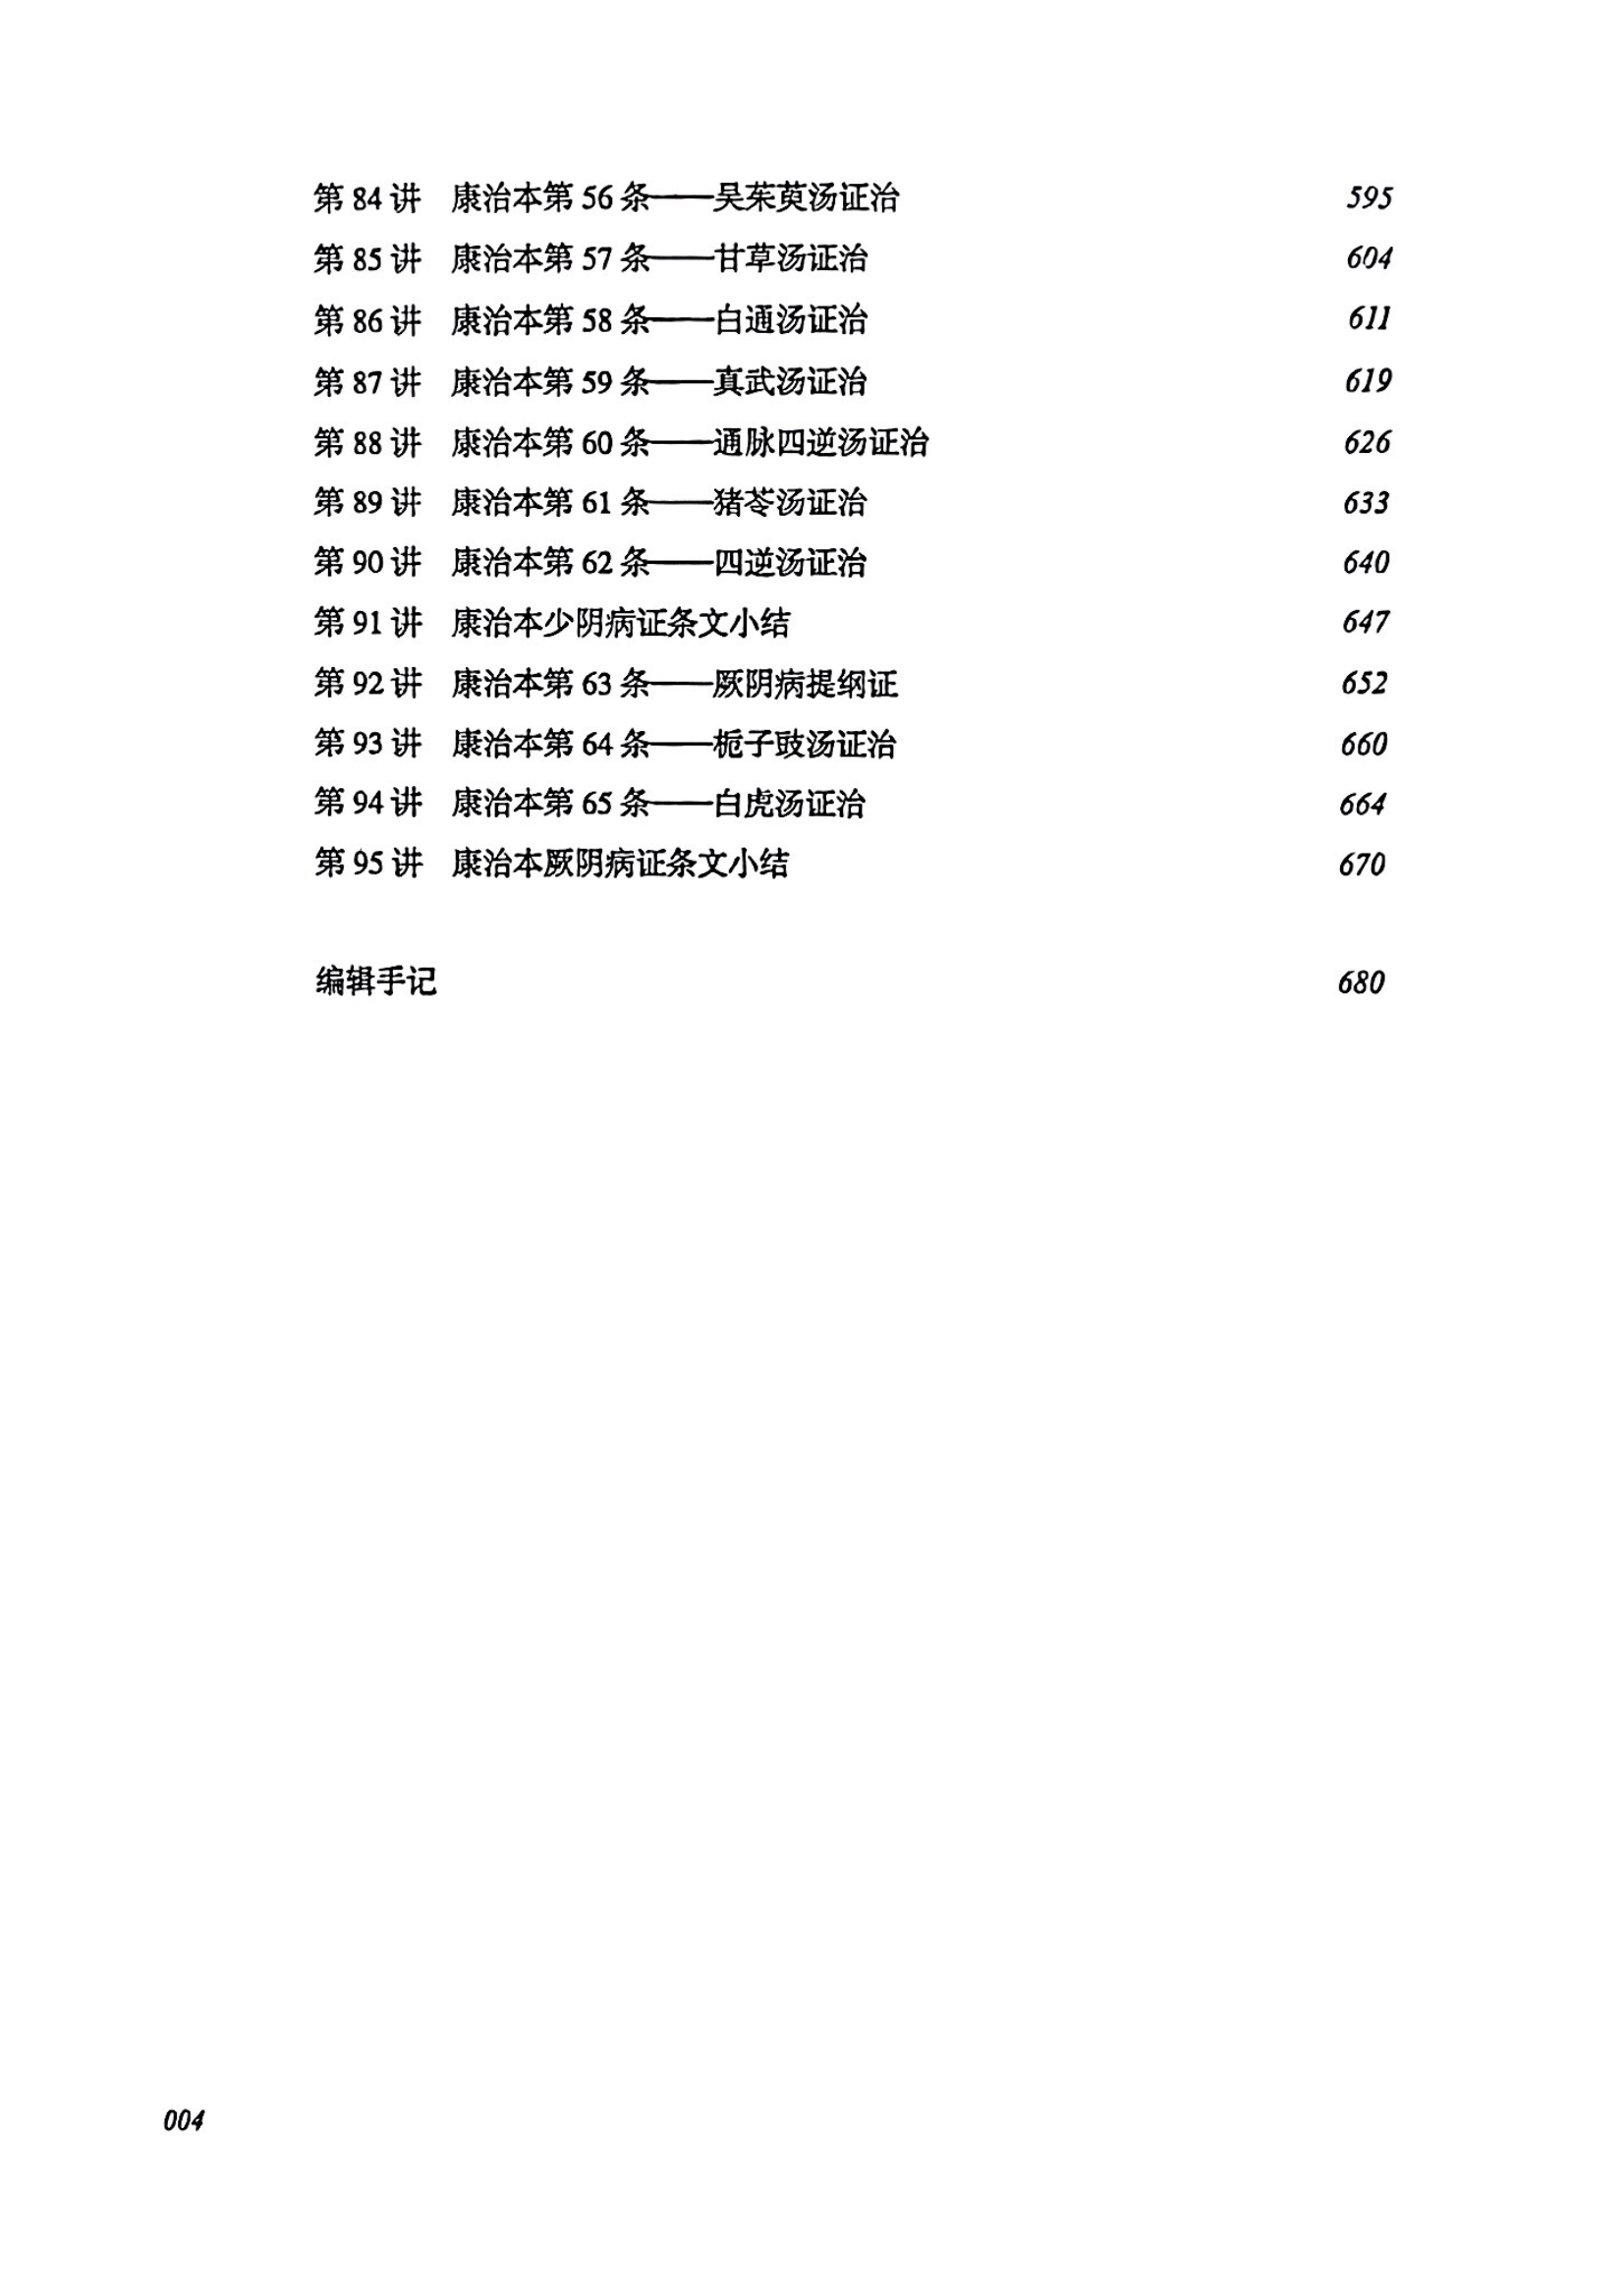 第 84 讲 康治本第 56 条——吴茱萸汤证治 595
第 85 讲 康治本第 57 条——甘草汤证治 604
第 86 讲 康治本第 58 条——白通汤证治 611
第 87 讲 康治本第 59 条——真武汤证治 619
第 88 讲 康治本第 60 条——通脉四逆汤证治 626
第 89 讲 康治本第 61 条——猪苓汤证治 633
第 90 讲 康治本第 62 条——四逆汤证治 640
第 91 讲 康治本少阴病证条文小结 647
第 92 讲 康治本第 63 条——厥阴病提纲证 652
第 93 讲 康治本第 64 条——栀子豉汤证治 660
第 94 讲 康治本第 65 条——白虎汤证治 664
第 95 讲 康治本厥阴病证条文小结 670
编辑手记 680
004